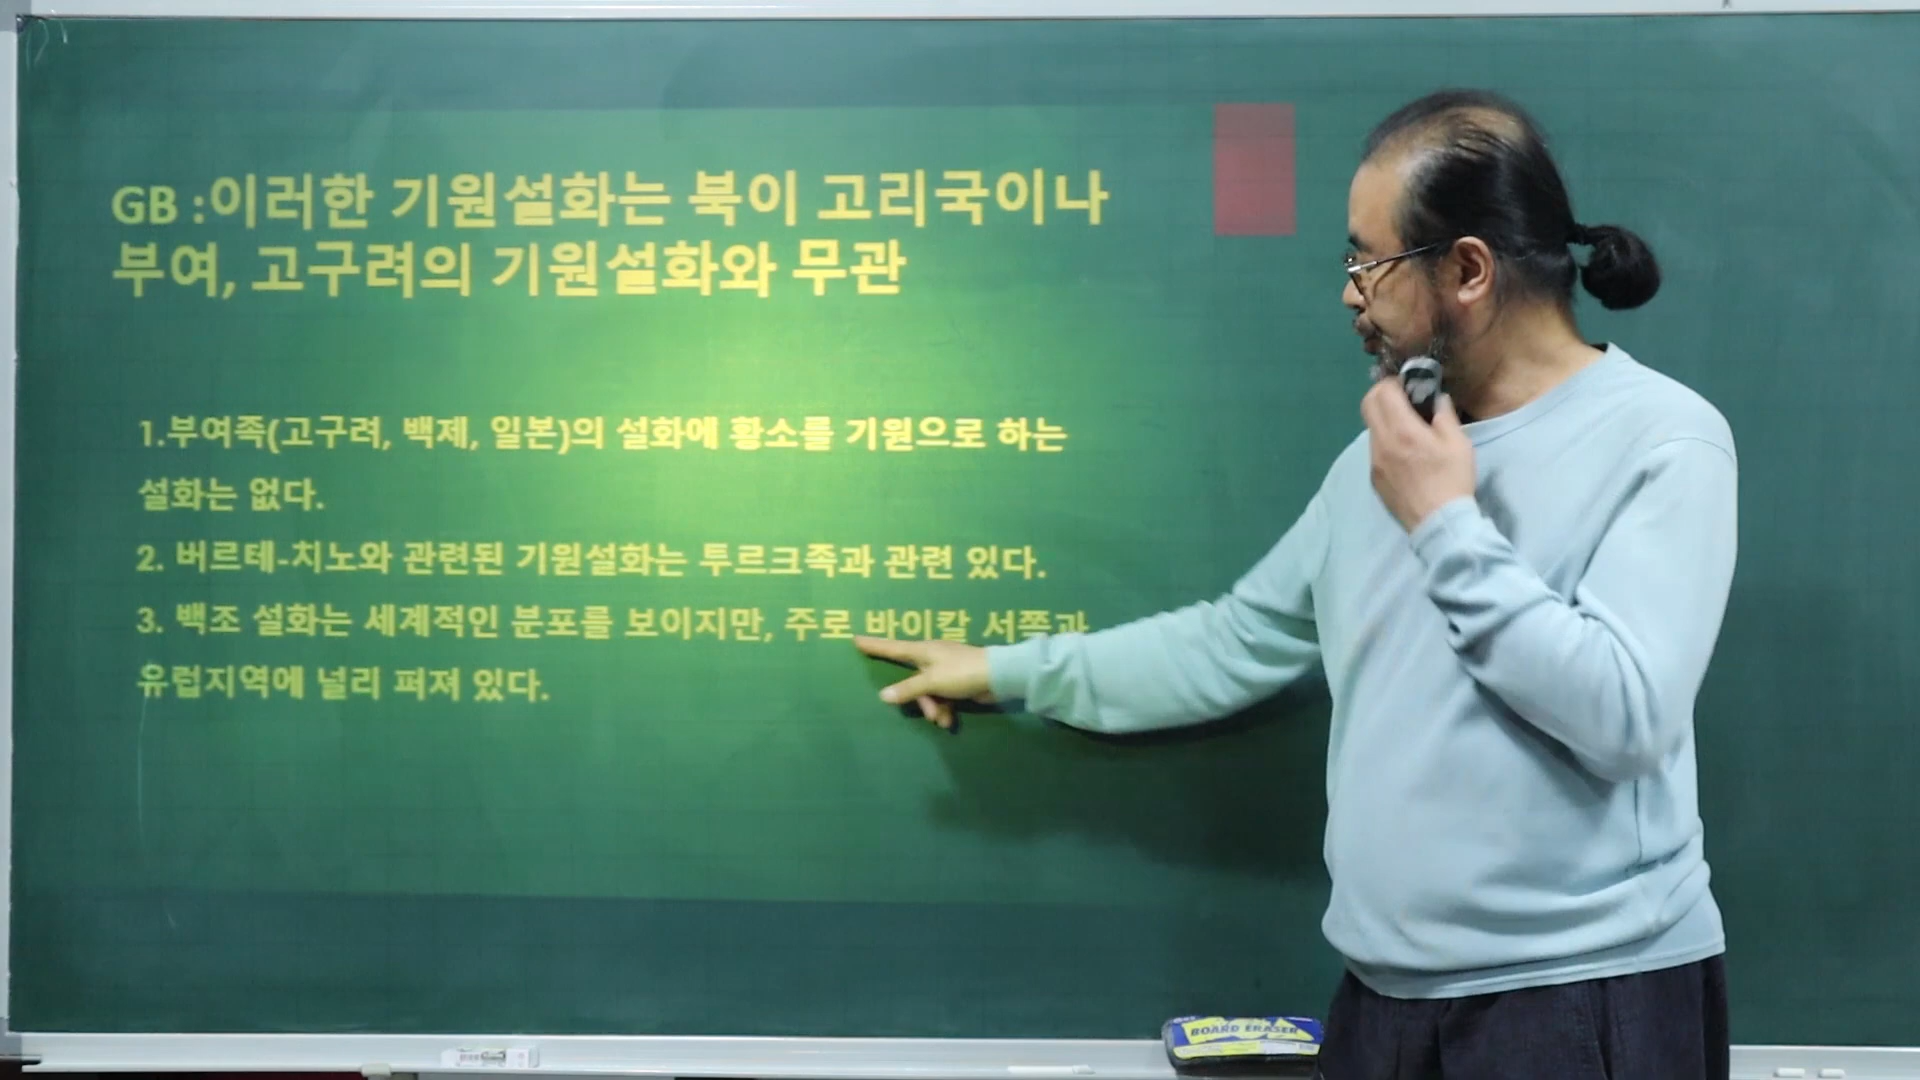 GB :이러한 기원설화는 북이 고리국이나
부여, 고구려의 기원설화와 무관
1.부여족(고구려, 백제, 일본)의 설화에 황소를 기원으로 하는
설화는 없다.
2. 버르테-치노와 관련된 기원설화는 투르크족과 관련 있다.
3. 백조 설화는 세계적인 분포를 보이지만, 주로 바이칼 서쪽과
유럽지역에 널리 퍼져 있다.
BOARD ERASER